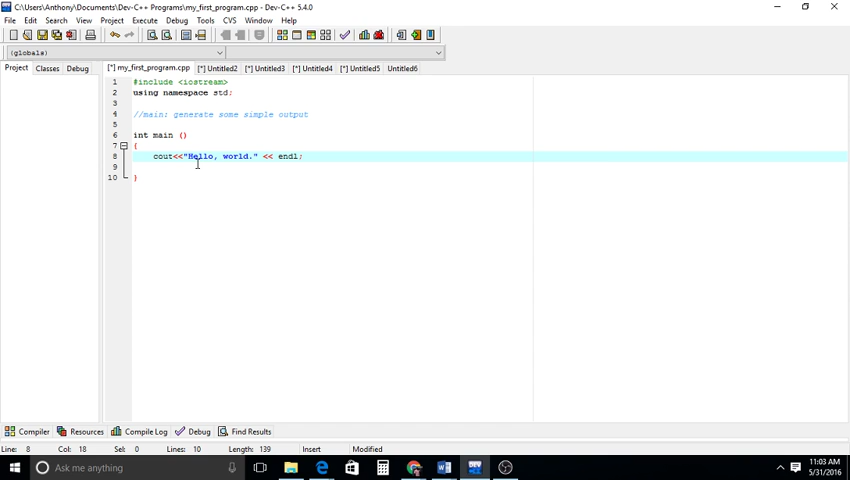 C:\Users\Anthony\Documents\Dev-C++ Programs\my_first_program.cpp - Dev-C++ 5.4.0
File Edit Search View Project Execute Debug Tools CVS Window Help
(globals)
Project Classes Debug [*] my_first_program.cpp [*] Untitled2 [*] Untitled3 [*] Untitled4 [*] Untitled5 Untitled6
1 #include <iostream>
2 using namespace std;
3
4 //main: generate some simple output
5
6 int main ()
7 {
8 cout<<"Hello, world." << endl;
9
10 }
Compiler Resources Compile Log Debug Find Results
Line: 8 Col: 18 Sel: 0 Lines: 10 Length: 139 Insert Modified
Ask me anything
11:03 AM
5/31/2016